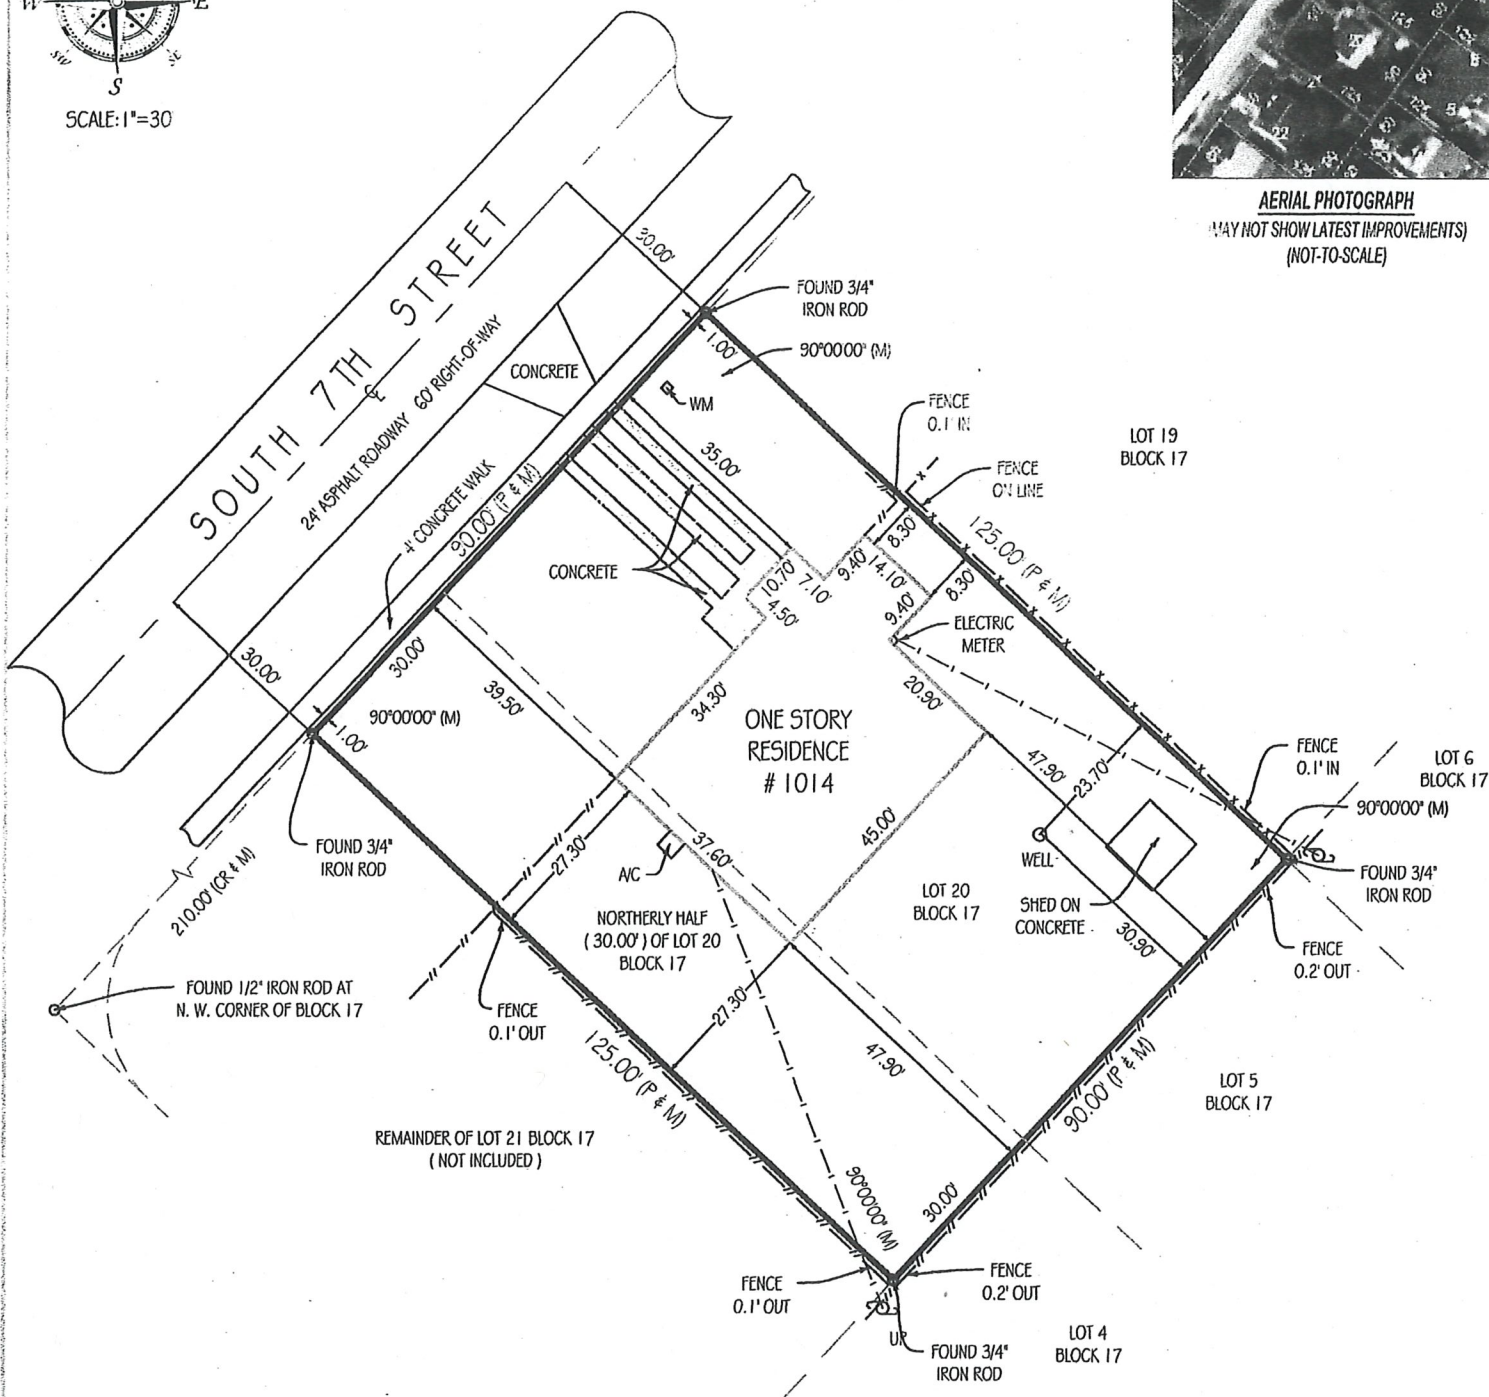 W
E
SW
SE
S
SCALE: 1"=30'
AERIAL PHOTOGRAPH
MAY NOT SHOW LATEST IMPROVEMENTS)
(NOT-TO-SCALE)
SOUTH 7TH STREET
24' ASPHALT ROADWAY 60' RIGHT-OF-WAY
30.00'
FOUND 3/4"
IRON ROD
1.00'
90°00'00" (M)
CONCRETE
WM
FENCE
0.1' IN
LOT 19
BLOCK 17
FENCE
ON LINE
35.00'
4' CONCRETE WALK
90.00' (P & M)
125.00' (P & M)
8.30'
CONCRETE
10.70'
7.10'
9.40'
14.10'
8.30'
4.50'
9.40'
ELECTRIC
METER
30.00'
30.00'
39.50'
34.30'
20.90'
90°00'00" (M)
1.00'
ONE STORY
RESIDENCE
# 1014
47.90'
23.70'
FENCE
0.1' IN
LOT 6
BLOCK 17
90°00'00" (M)
FOUND 3/4"
IRON ROD
210.00' (CR & M)
27.30'
37.60'
45.00'
A/C
WELL
FOUND 3/4"
IRON ROD
LOT 20
BLOCK 17
SHED ON
CONCRETE
30.90'
NORTHERLY HALF
( 30.00' ) OF LOT 20
BLOCK 17
FENCE
0.2' OUT
FOUND 1/2" IRON ROD AT
N. W. CORNER OF BLOCK 17
FENCE
0.1' OUT
27.30'
47.90'
125.00' (P & M)
90.00' (P & M)
LOT 5
BLOCK 17
REMAINDER OF LOT 21 BLOCK 17
( NOT INCLUDED )
90°00'00" (M)
30.00'
FENCE
0.1' OUT
FENCE
0.2' OUT
UP
FOUND 3/4"
IRON ROD
LOT 4
BLOCK 17